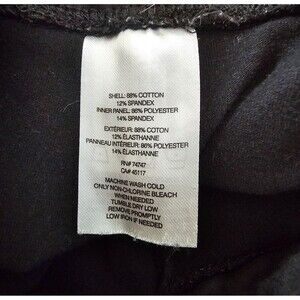 SHELL: 88% COTTON
12% SPANDEX
INNER PANEL: 86% POLYESTER
14% SPANDEX
EXTÉRIEUR: 88% COTON
12% ÉLASTHANNE
PANNEAU INTÉRIEUR: 86% POLYESTER
14% ÉLASTHANNE
RN# 74747
CA# 45117
MACHINE WASH COLD
ONLY NON-CHLORINE BLEACH
WHEN NEEDED
TUMBLE DRY LOW
REMOVE PROMPTLY
LOW IRON IF NEEDED